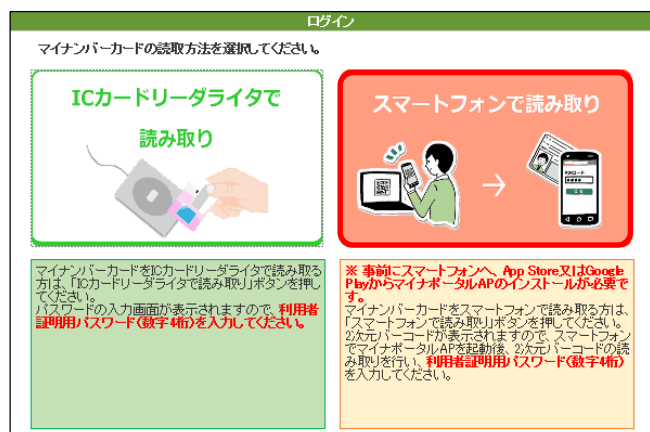 ログイン
マイナンバーカードの読取方法を選択してください。
ICカードリーダライタで
読み取り
スマートフォンで読み取り
マイナンバーカードをICカードリーダライタで読み取る
方は、「ICカードリーダライタで読み取り」ボタンを押し
てください。
パスワードの入力画面が表示されますので、利用者
証明用パスワード(数字4桁)を入力してください。
※ 事前にスマートフォンへ、App Store又はGoogle
PlayからマイナポータルAPのインストールが必要で
す。
マイナンバーカードをスマートフォンで読み取る方は、
「スマートフォンで読み取り」ボタンを押してください。
2次元バーコードが表示されますので、スマートフォン
でマイナポータルAPを起動後、2次元バーコードの読
み取りを行い、利用者証明用パスワード(数字4桁)
を入力してください。